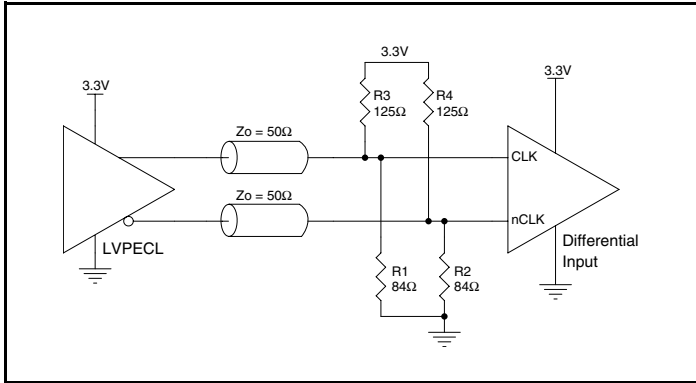 3.3V
3.3V
3.3V
R3
125Ω
R4
125Ω
Zo = 50Ω
CLK
Zo = 50Ω
nCLK
LVPECL
Differential
Input
R1
84Ω
R2
84Ω